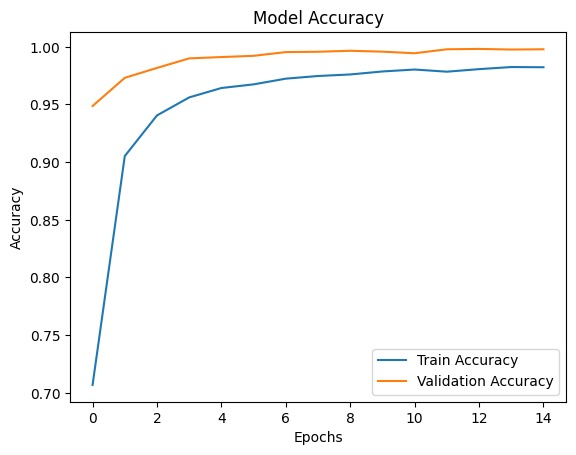 Model Accuracy
1.00
0.95
0.90
0.85
0.80
0.75
0.70
Accuracy
Train Accuracy
Validation Accuracy
0 2 4 6 8 10 12 14
Epochs